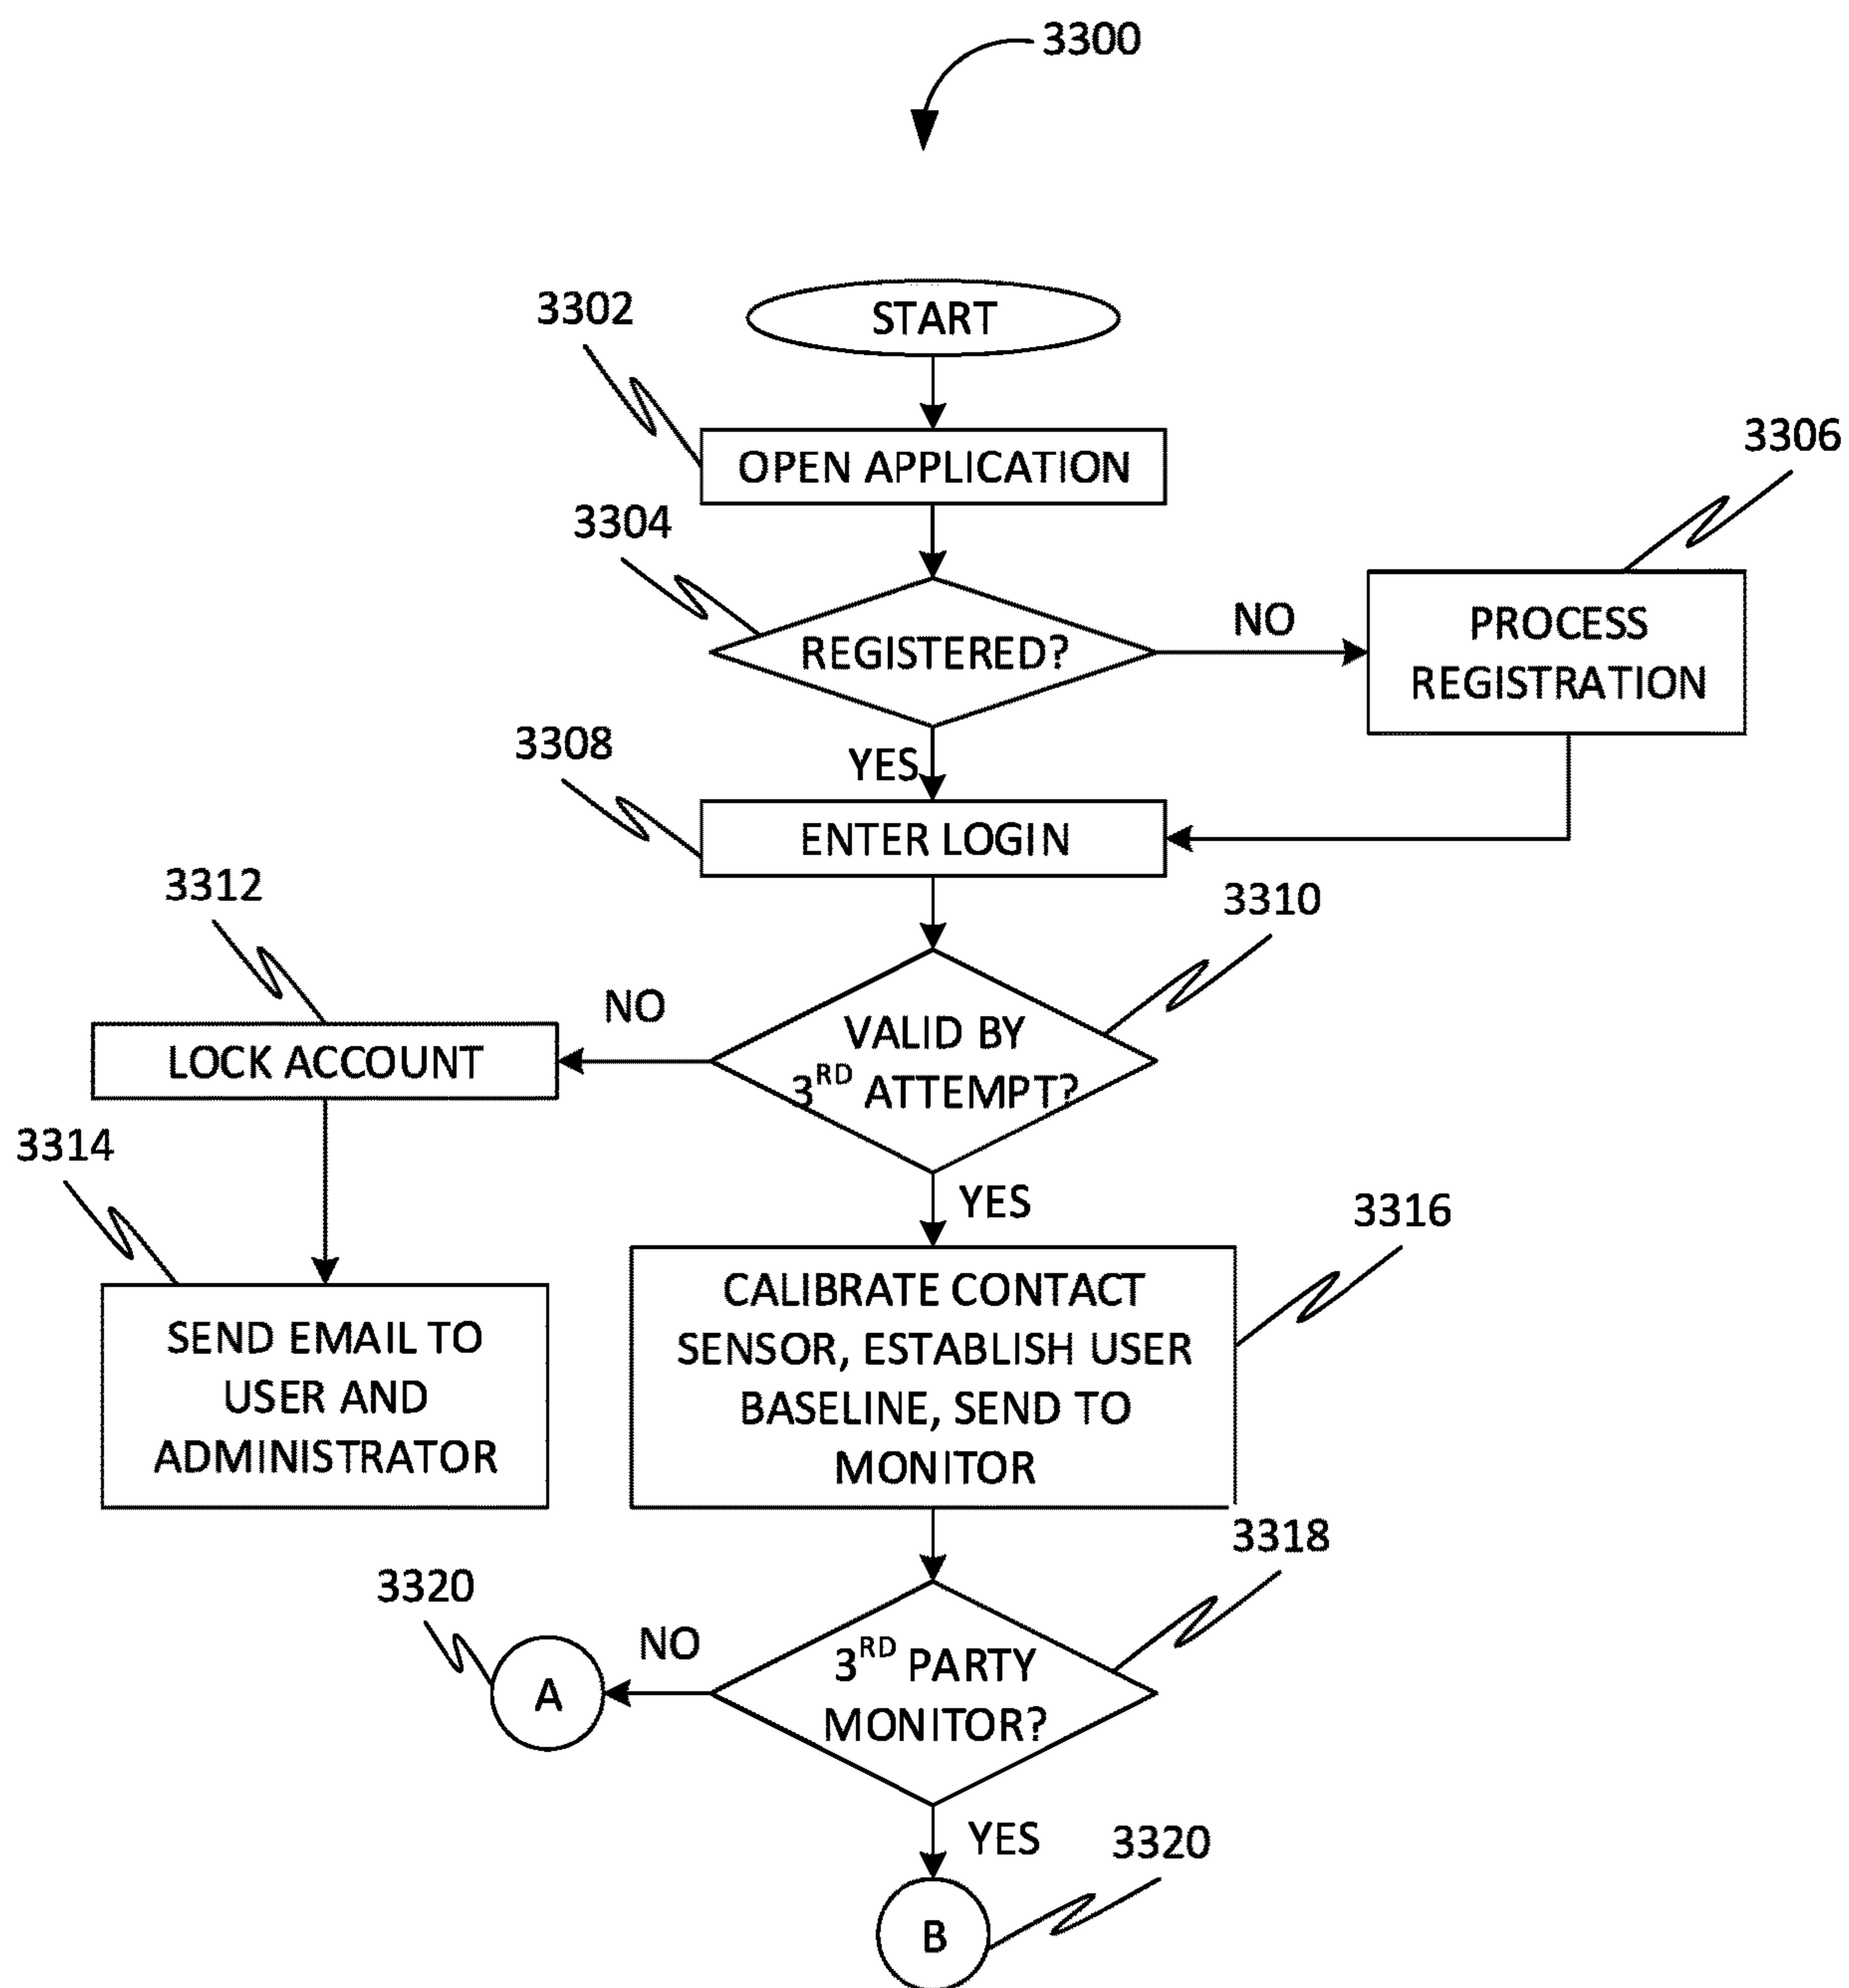 3300
START
3302
OPEN APPLICATION
3304
3306
REGISTERED?
NO
PROCESS
REGISTRATION
YES
3308
ENTER LOGIN
3312
3310
NO
LOCK ACCOUNT
VALID BY
3RD ATTEMPT?
3314
YES
3316
SEND EMAIL TO
USER AND
ADMINISTRATOR
CALIBRATE CONTACT
SENSOR, ESTABLISH USER
BASELINE, SEND TO
MONITOR
3318
3320
NO
A
3RD PARTY
MONITOR?
YES
3320
B